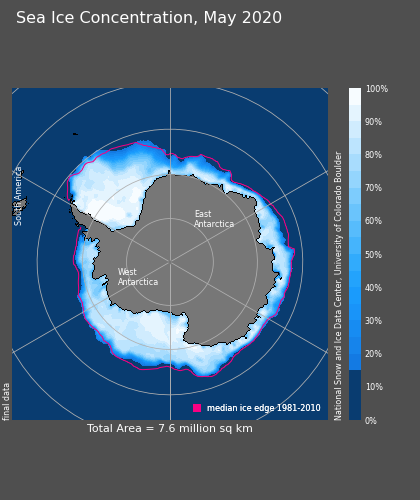 Sea Ice Concentration, May 2020
South America
East
Antarctica
West
Antarctica
median ice edge 1981-2010
final data
Total Area = 7.6 million sq km
National Snow and Ice Data Center, University of Colorado Boulder
100%
90%
80%
70%
60%
50%
40%
30%
20%
10%
0%